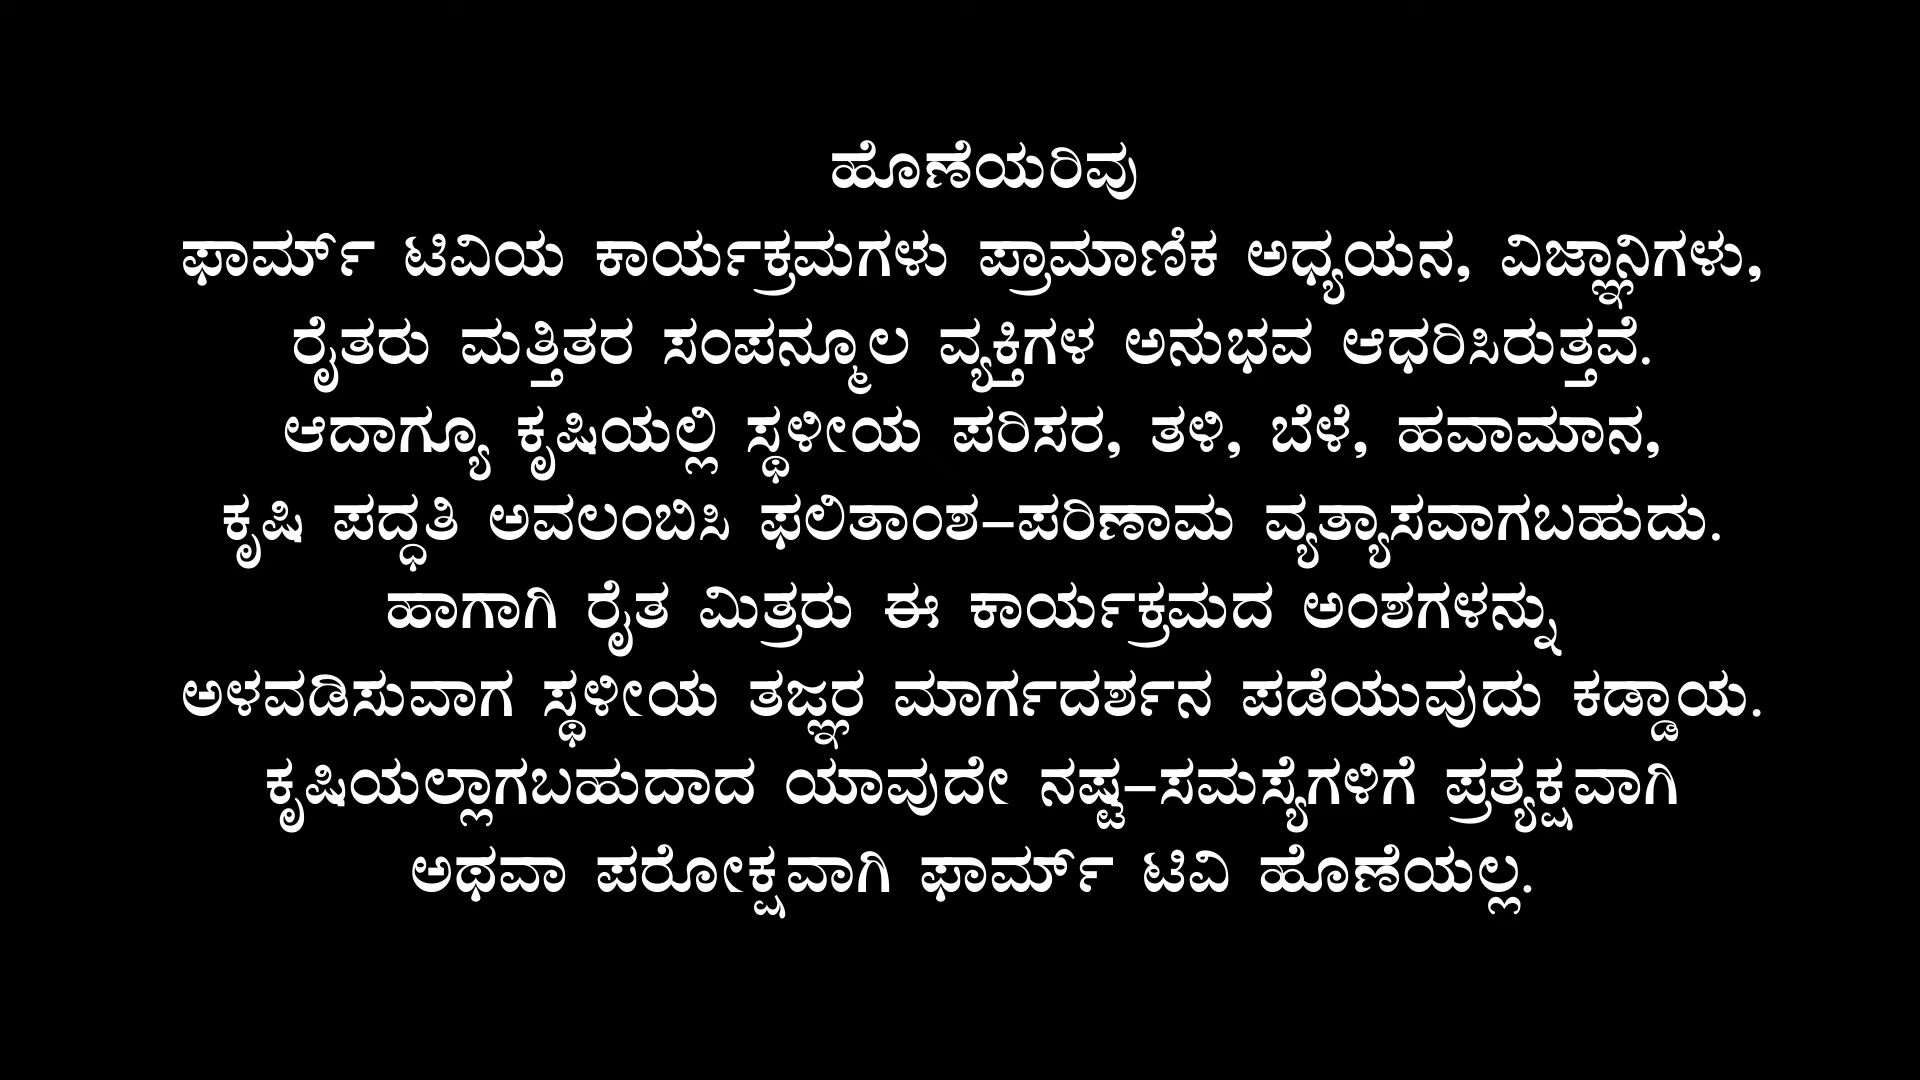 ಹೊಣೆಯರಿವು
ಫಾರ್ಮ್ ಟಿವಿಯ ಕಾರ್ಯಕ್ರಮಗಳು ಪ್ರಾಮಾಣಿಕ ಅಧ್ಯಯನ, ವಿಜ್ಞಾನಿಗಳು,
ರೈತರು ಮತ್ತಿತರ ಸಂಪನ್ಮೂಲ ವ್ಯಕ್ತಿಗಳ ಅನುಭವ ಆಧರಿಸಿರುತ್ತವೆ.
ಆದಾಗ್ಯೂ ಕೃಷಿಯಲ್ಲಿ ಸ್ಥಳೀಯ ಪರಿಸರ, ತಳಿ, ಬೆಳೆ, ಹವಾಮಾನ,
ಕೃಷಿ ಪದ್ಧತಿ ಅವಲಂಬಿಸಿ ಫಲಿತಾಂಶ–ಪರಿಣಾಮ ವ್ಯತ್ಯಾಸವಾಗಬಹುದು.
ಹಾಗಾಗಿ ರೈತ ಮಿತ್ರರು ಈ ಕಾರ್ಯಕ್ರಮದ ಅಂಶಗಳನ್ನು
ಅಳವಡಿಸುವಾಗ ಸ್ಥಳೀಯ ತಜ್ಞರ ಮಾರ್ಗದರ್ಶನ ಪಡೆಯುವುದು ಕಡ್ಡಾಯ.
ಕೃಷಿಯಲ್ಲಾಗಬಹುದಾದ ಯಾವುದೇ ನಷ್ಟ–ಸಮಸ್ಯೆಗಳಿಗೆ ಪ್ರತ್ಯಕ್ಷವಾಗಿ
ಅಥವಾ ಪರೋಕ್ಷವಾಗಿ ಫಾರ್ಮ್ ಟಿವಿ ಹೊಣೆಯಲ್ಲ.